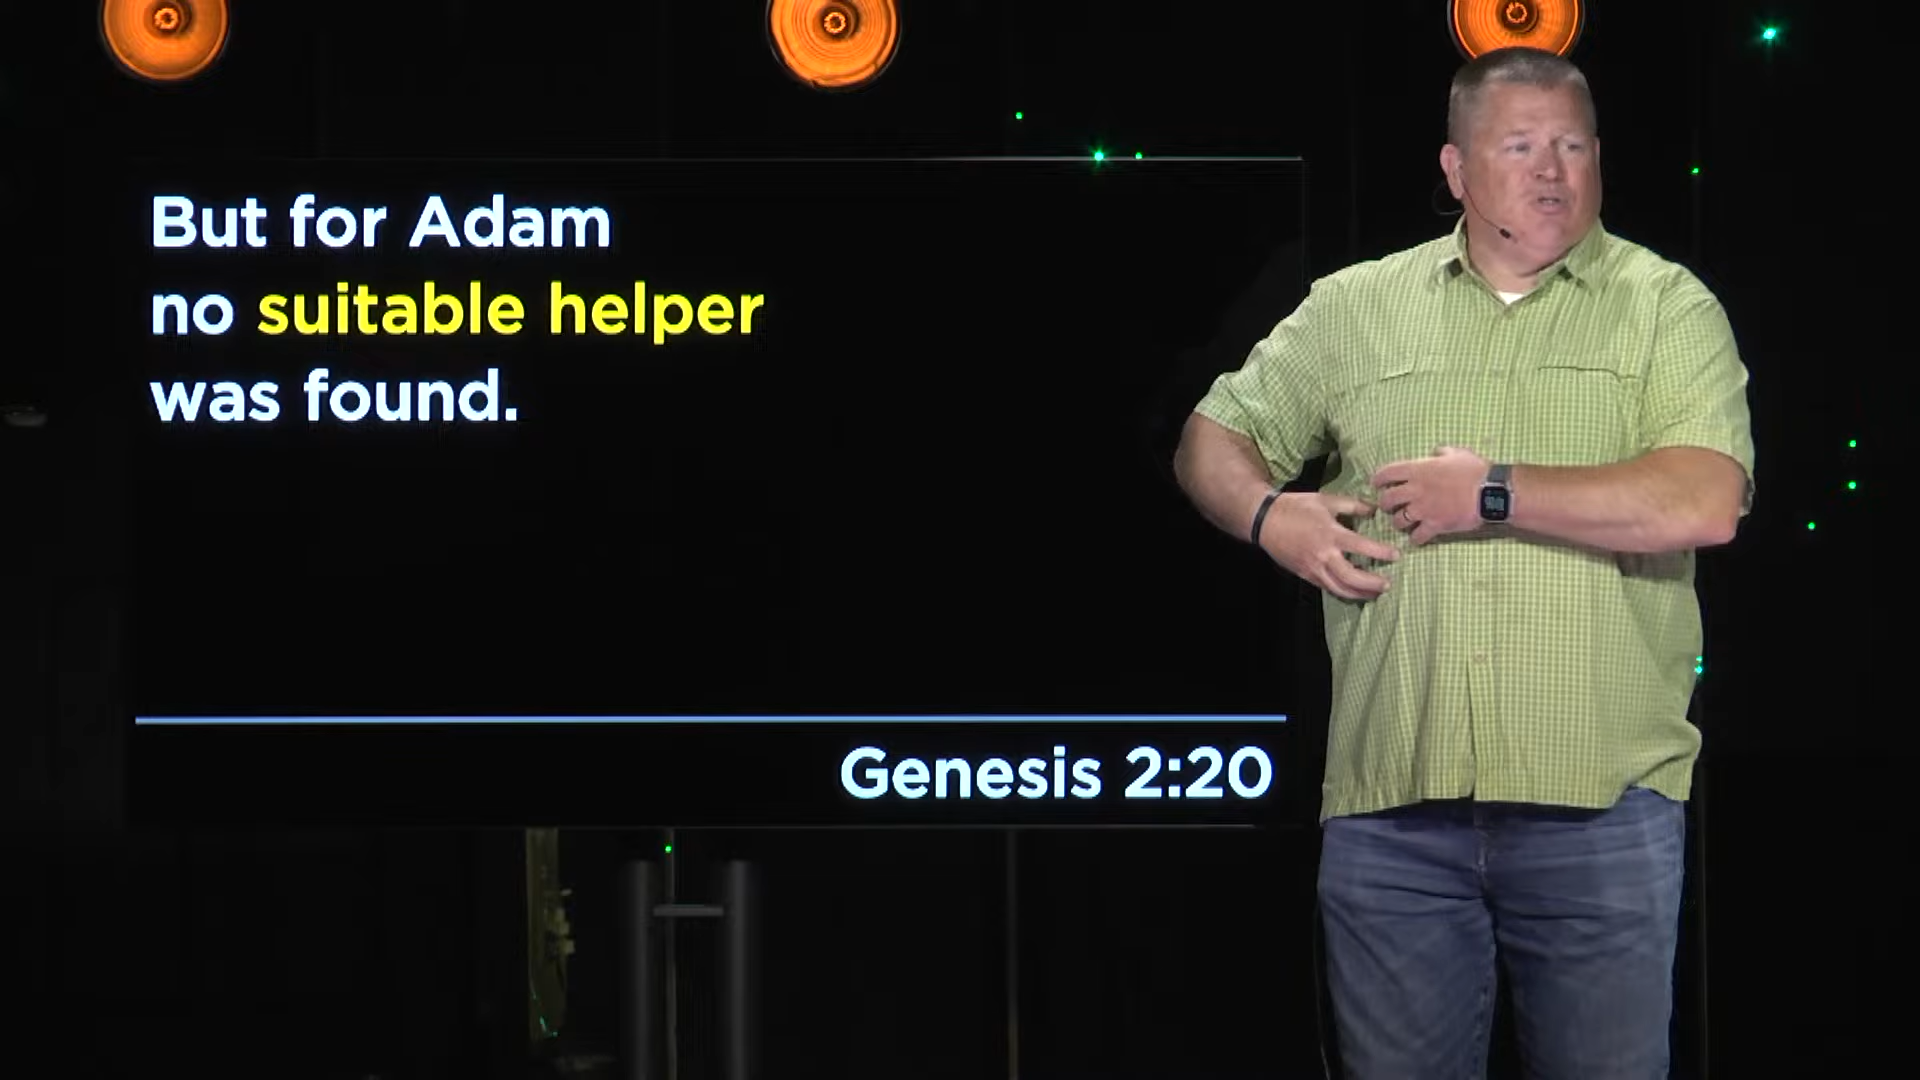 But for Adam
no suitable helper
was found.
Genesis 2:20